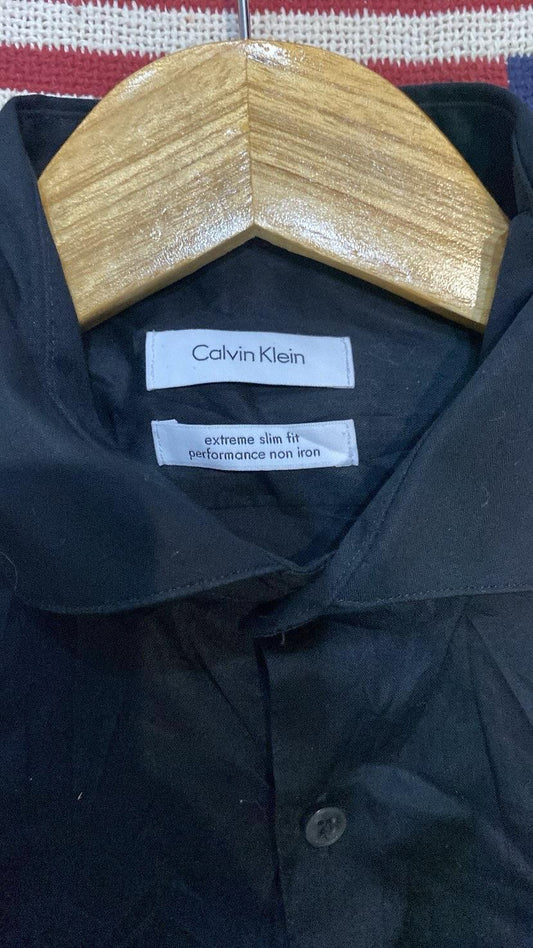 Calvin Klein
extreme slim fit
performance non iron